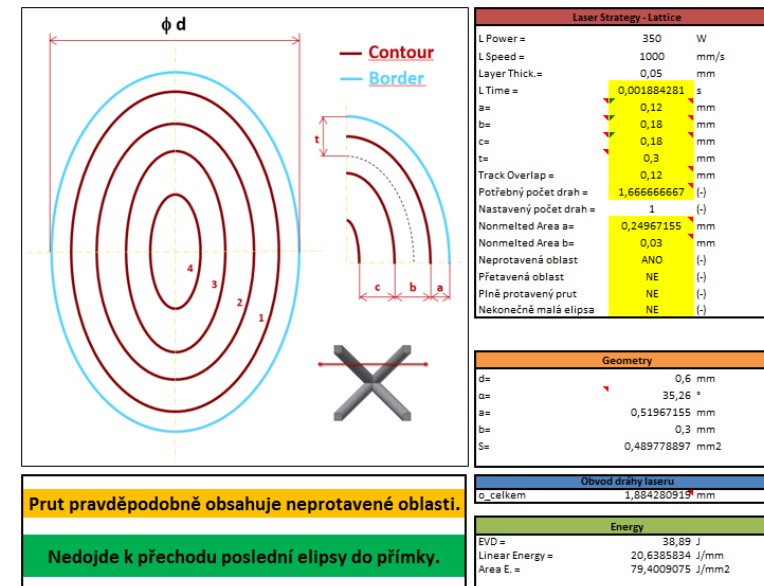 ϕ d
Contour
Border
t
c b a
4
3
2
1
Laser Strategy - Lattice
L Power = 350 W
L Speed = 1000 mm/s
Layer Thick.= 0,05 mm
L Time = 0,001884281 s
a= 0,12 mm
b= 0,18 mm
c= 0,18 mm
t= 0,3 mm
Track Overlap = 0,12 mm
Potřebný počet drah = 1,666666667 (-)
Nastavený počet drah = 1 (-)
Nonmelted Area a= 0,24967155 mm
Nonmelted Area b= 0,03 mm
Neprotavená oblast ANO (-)
Přetavená oblast NE (-)
Plně protavený prut NE (-)
Nekonečně malá elipsa NE (-)
Geometry
d= 0,6 mm
α= 35,26 °
a= 0,51967155 mm
b= 0,3 mm
S= 0,489778897 mm2
Obvod dráhy laseru
o_celkem 1,884280919 mm
Prut pravděpodobně obsahuje neprotavené oblasti.
Nedojde k přechodu poslední elipsy do přímky.
Energy
EVD = 38,89 J
Linear Energy = 20,6385834 J/mm
Area E. = 79,4009075 J/mm2